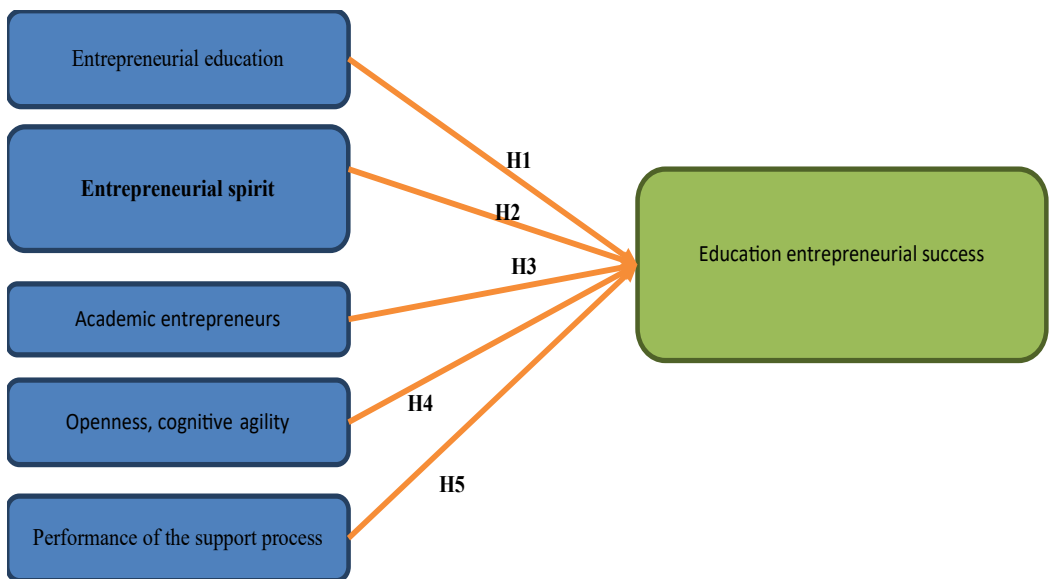 Entrepreneurial education
H1
Entrepreneurial spirit
H2
Education entrepreneurial success
H3
Academic entrepreneurs
H4
Openness, cognitive agility
H5
Performance of the support process